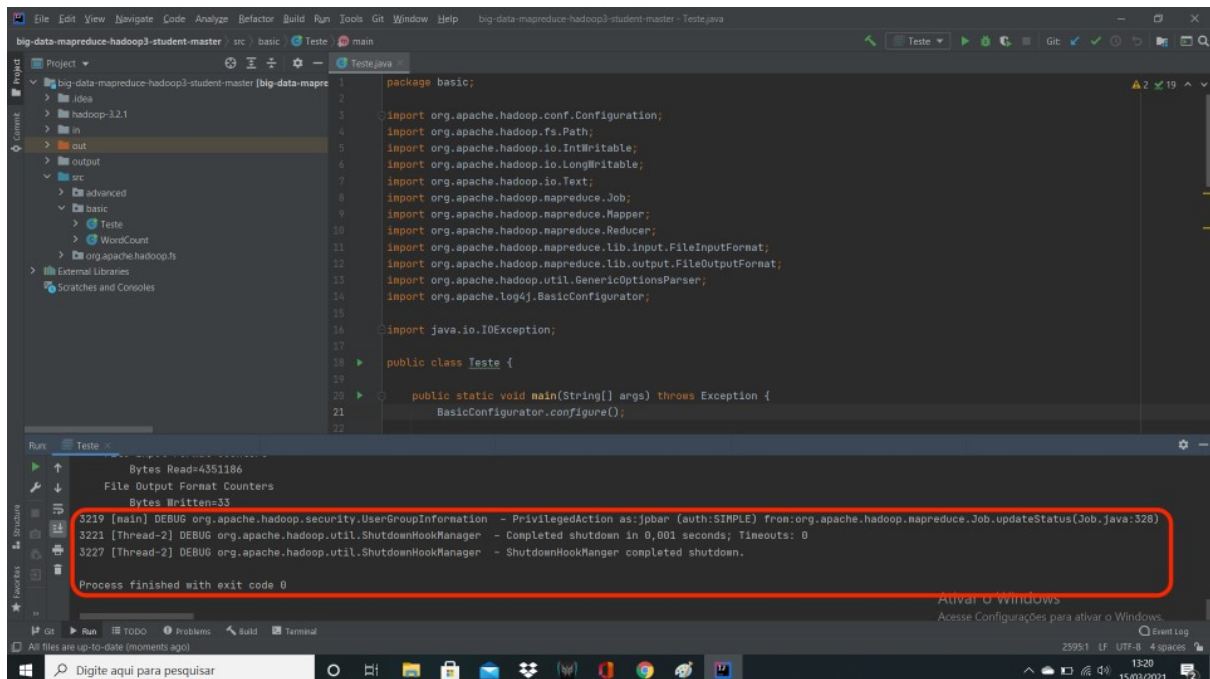 File Edit View Navigate Code Analyze Refactor Build Run Tools Git Window Help big-data-mapreduce-hadoop3-student-master - Teste.java
big-data-mapreduce-hadoop3-student-master src basic Teste main
Teste Git:
Project
Teste.java
big-data-mapreduce-hadoop3-student-master [big-data-mapre
.idea
hadoop-3.2.1
in
out
output
src
advanced
basic
Teste
WordCount
org.apache.hadoop.fs
External Libraries
Scratches and Consoles
Project
Commit
2 19
1 package basic;
2
3 import org.apache.hadoop.conf.Configuration;
4 import org.apache.hadoop.fs.Path;
5 import org.apache.hadoop.io.IntWritable;
6 import org.apache.hadoop.io.LongWritable;
7 import org.apache.hadoop.io.Text;
8 import org.apache.hadoop.mapreduce.Job;
9 import org.apache.hadoop.mapreduce.Mapper;
10 import org.apache.hadoop.mapreduce.Reducer;
11 import org.apache.hadoop.mapreduce.lib.input.FileInputFormat;
12 import org.apache.hadoop.mapreduce.lib.output.FileOutputFormat;
13 import org.apache.hadoop.util.GenericOptionsParser;
14 import org.apache.log4j.BasicConfigurator;
15
16 import java.io.IOException;
17
18 public class Teste {
19
20 public static void main(String[] args) throws Exception {
21 BasicConfigurator.configure();
22
Run: Teste
Bytes Read=4351186
File Output Format Counters
Bytes Written=33
3219 [main] DEBUG org.apache.hadoop.security.UserGroupInformation - PrivilegedAction as:jpbar (auth:SIMPLE) from:org.apache.hadoop.mapreduce.Job.updateStatus(Job.java:328)
3221 [Thread-2] DEBUG org.apache.hadoop.util.ShutdownHookManager - Completed shutdown in 0,001 seconds; Timeouts: 0
3227 [Thread-2] DEBUG org.apache.hadoop.util.ShutdownHookManager - ShutdownHookManger completed shutdown.
Process finished with exit code 0
Structure
Favorites
Ativar o Windows
Acesse Configurações para ativar o Windows.
Git Run TODO Problems Build Terminal Event Log
All files are up-to-date (moments ago) 2595:1 LF UTF-8 4 spaces
Digite aqui para pesquisar
13:20
15/03/2021
2